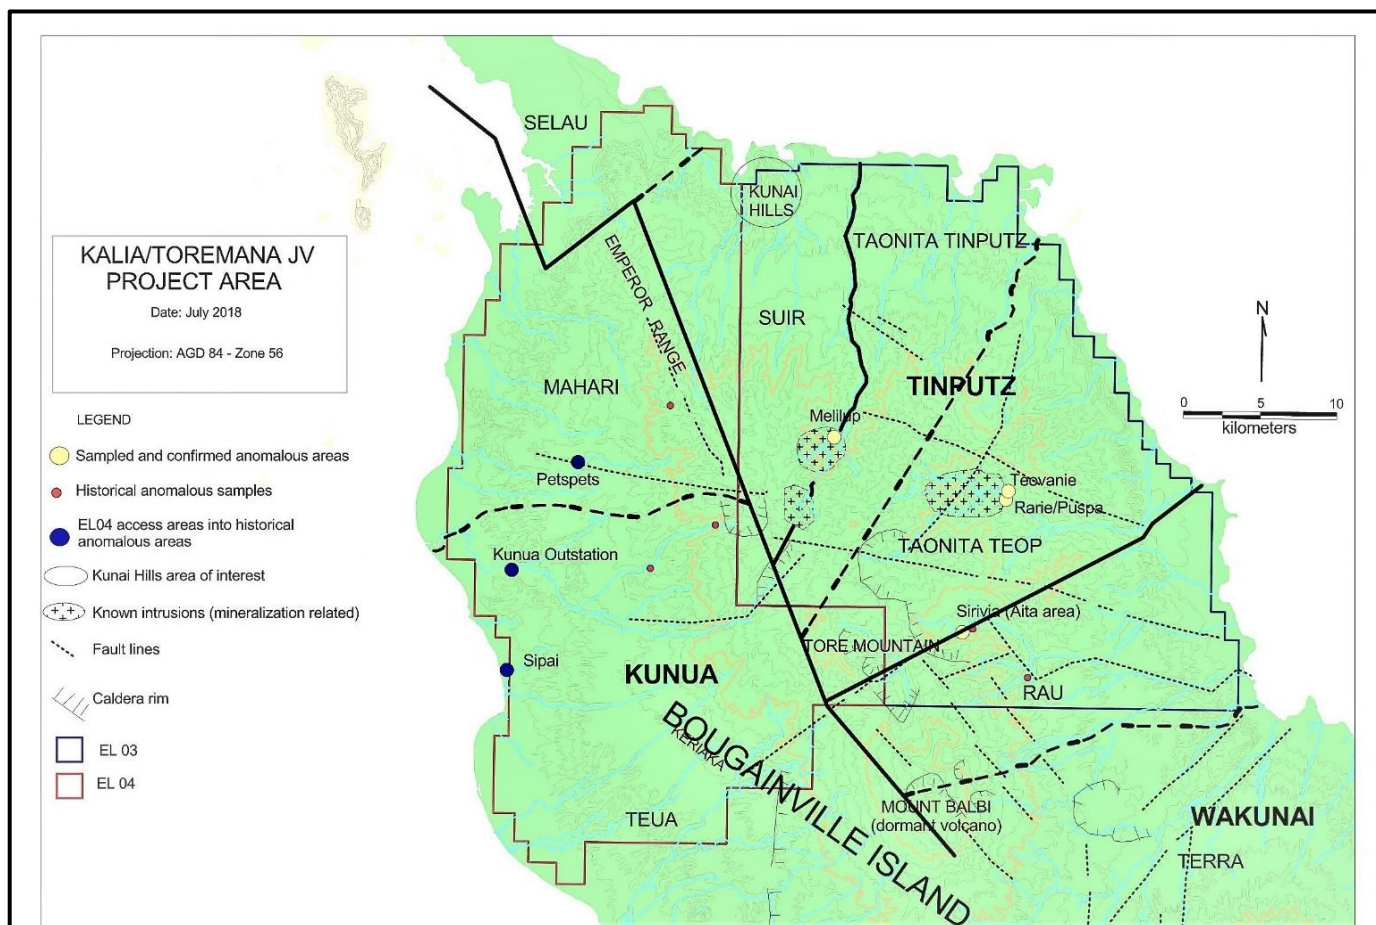 SELAU
KUNAI
HILLS
TAONITA TINPUTZ
KALIA/TOREMANA JV
PROJECT AREA
Date: July 2018
Projection: AGD 84 - Zone 56
EMPEROR RANGE
SUIR
N
MAHARI
TINPUTZ
0 5 10
kilometers
LEGEND
Sampled and confirmed anomalous areas
Historical anomalous samples
EL04 access areas into historical
anomalous areas
Kunai Hills area of interest
Known intrusions (mineralization related)
Fault lines
Caldera rim
EL 03
EL 04
Melilup
Petspets
Teovanie
Rarie/Puspa
TAONITA TEOP
Kunua Outstation
Sirivia (Aita area)
TORE MOUNTAIN
Sipai
KUNUA
RAU
BOUGAINVILLE ISLAND
KERIAKA
TEUA
MOUNT BALBI
(dormant volcano)
WAKUNAI
TERRA